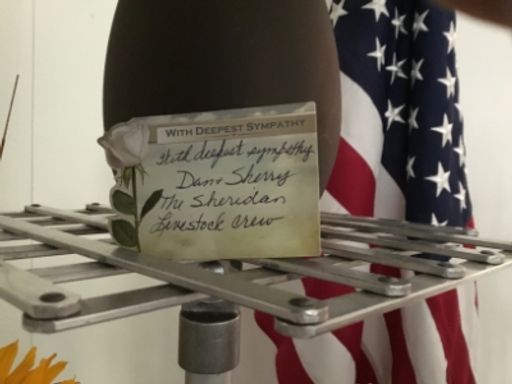 WITH DEEPEST SYMPATHY
With deepest sympathy
Dan & Sherry
The Sheridan
Livestock crew